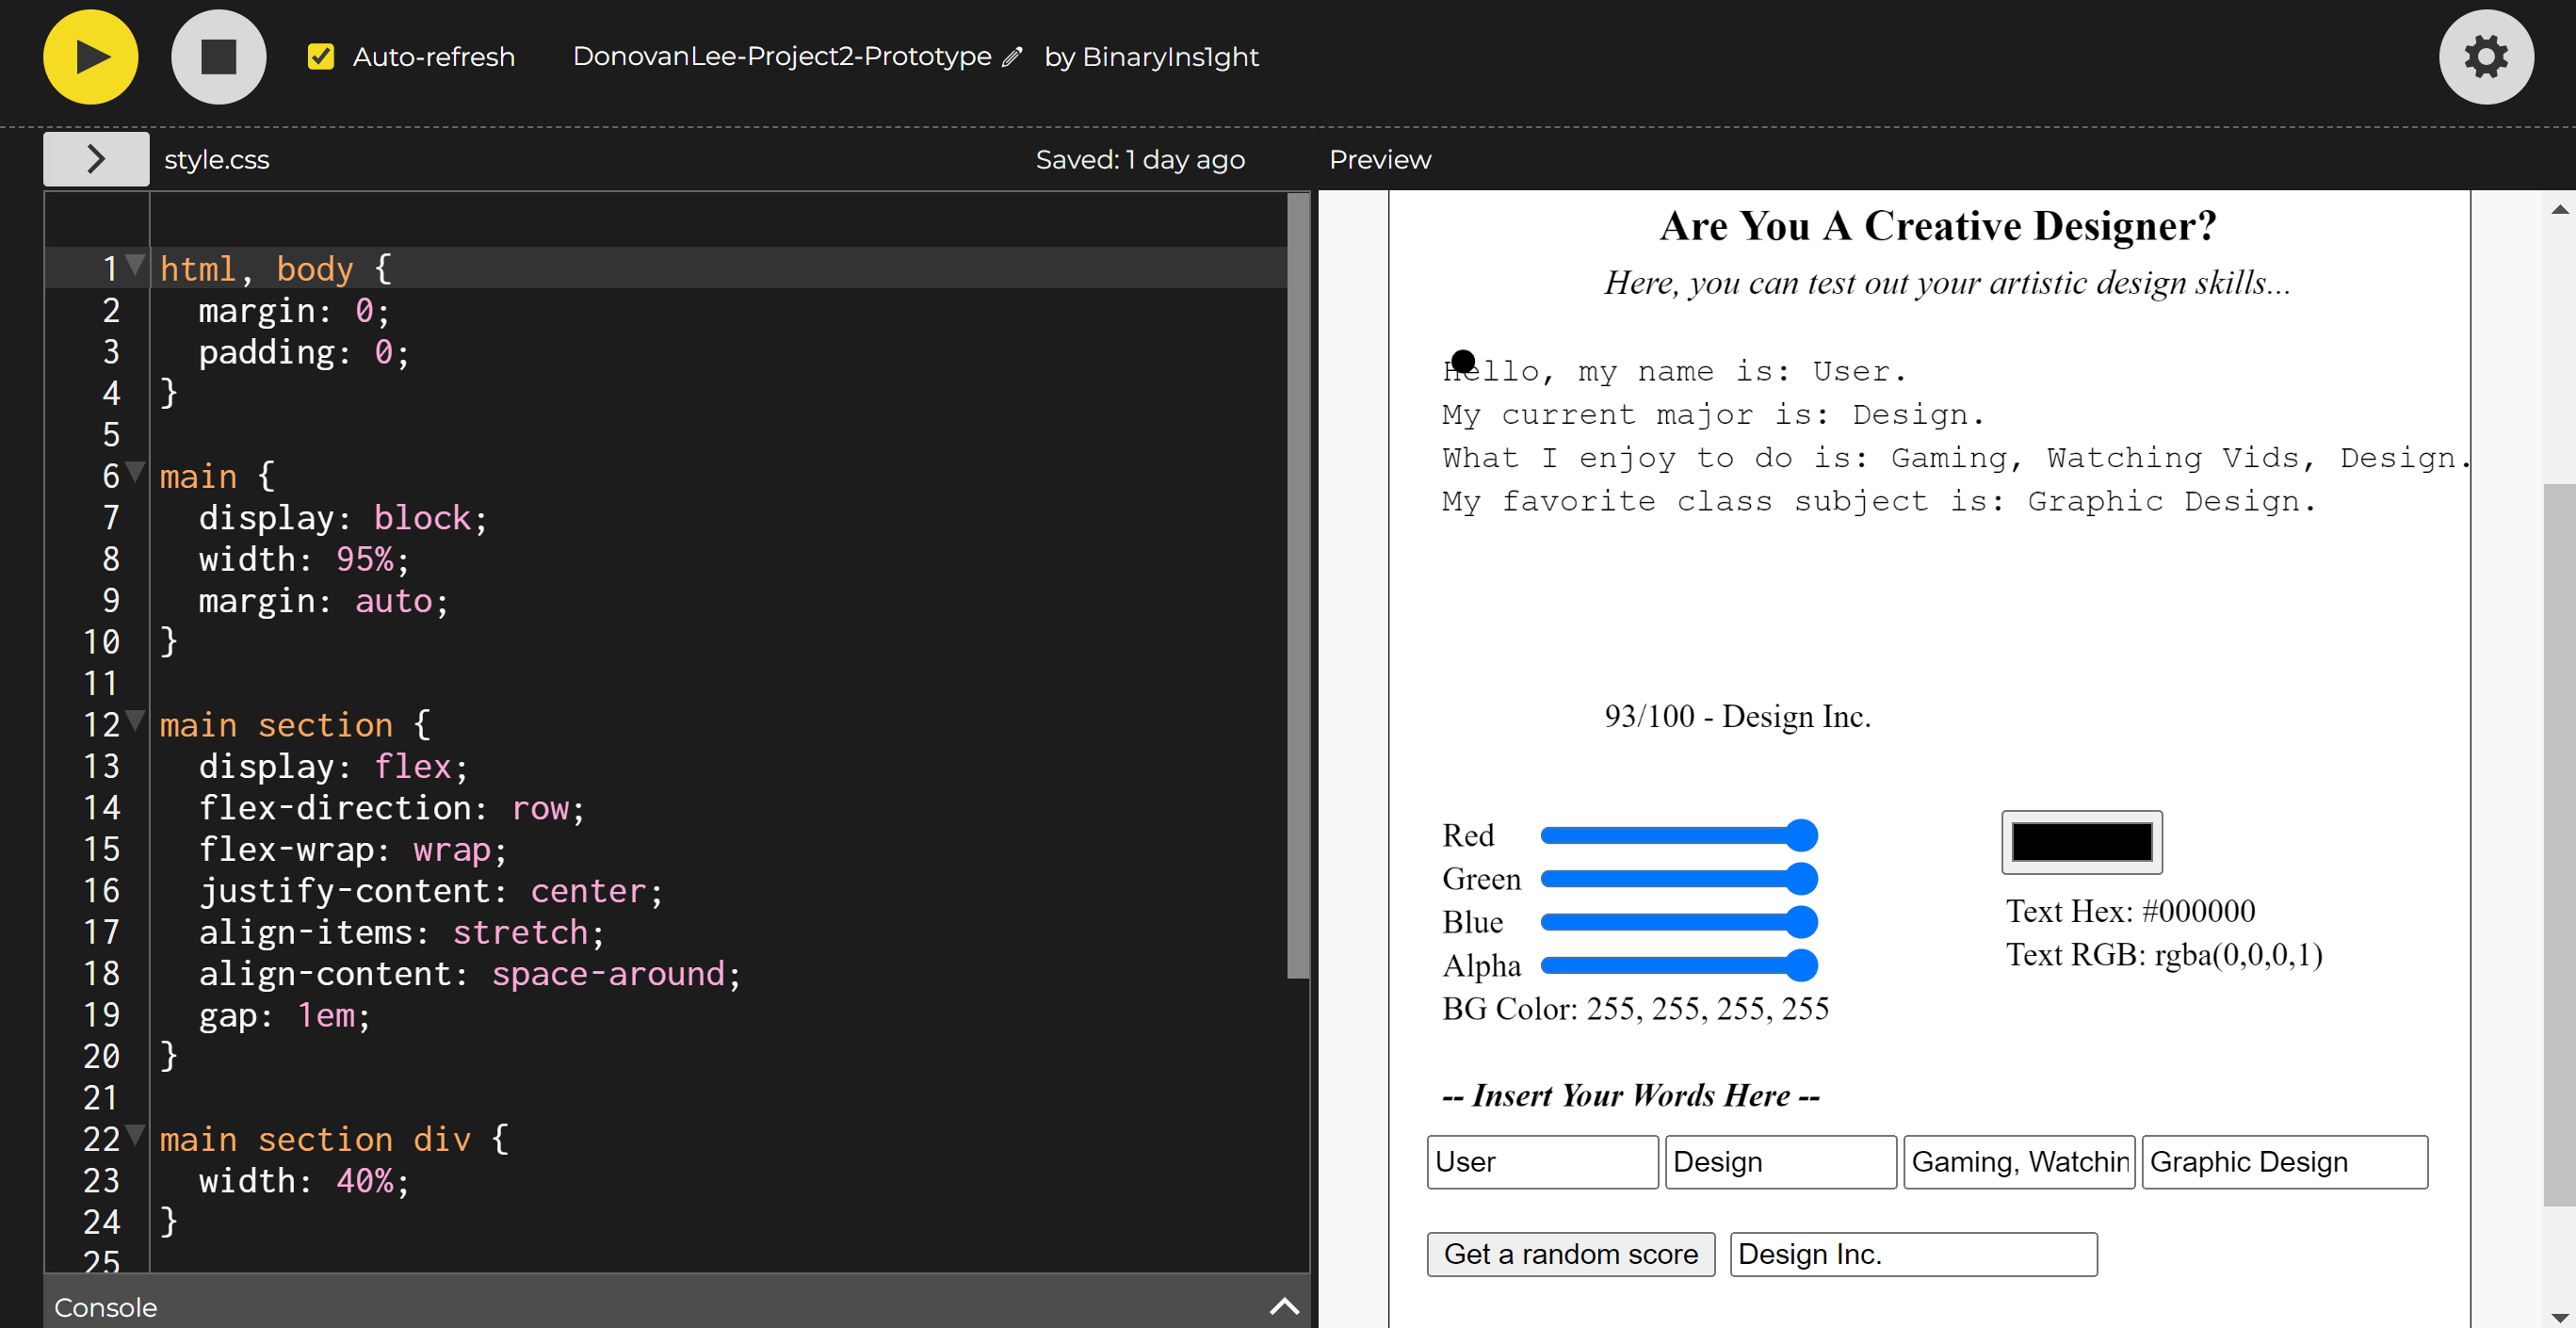 Auto-refresh DonovanLee-Project2-Prototype by BinaryIns1ght
style.css Saved: 1 day ago
1 html, body {
2 margin: 0;
3 padding: 0;
4 }
5
6 main {
7 display: block;
8 width: 95%;
9 margin: auto;
10 }
11
12 main section {
13 display: flex;
14 flex-direction: row;
15 flex-wrap: wrap;
16 justify-content: center;
17 align-items: stretch;
18 align-content: space-around;
19 gap: 1em;
20 }
21
22 main section div {
23 width: 40%;
24 }
25
Console
Preview
Are You A Creative Designer?
Here, you can test out your artistic design skills...
Hello, my name is: User.
My current major is: Design.
What I enjoy to do is: Gaming, Watching Vids, Design.
My favorite class subject is: Graphic Design.
93/100 - Design Inc.
Red
Green
Blue
Alpha
BG Color: 255, 255, 255, 255
Text Hex: #000000
Text RGB: rgba(0,0,0,1)
-- Insert Your Words Here --
User Design Gaming, Watchin Graphic Design
Get a random score Design Inc.